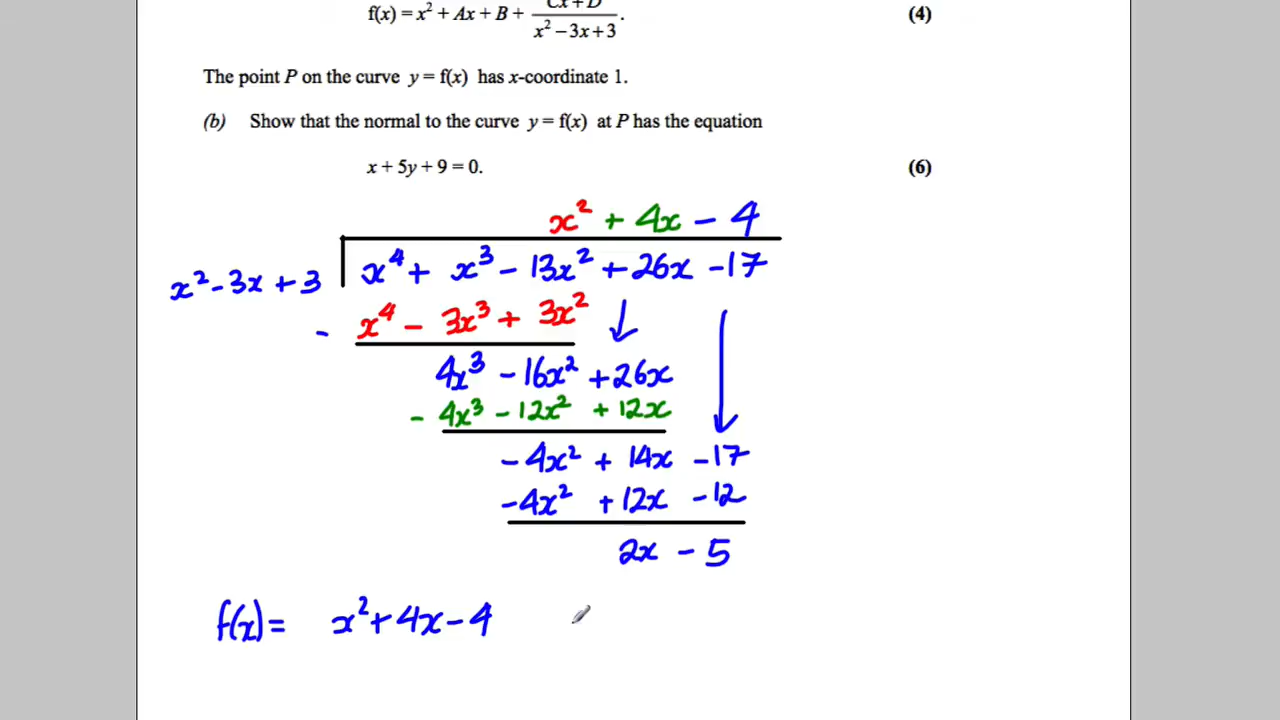 f(x) = x² + Ax + B + (Cx + D)/(x² − 3x + 3). (4)
The point P on the curve y = f(x) has x-coordinate 1.
(b) Show that the normal to the curve y = f(x) at P has the equation
x + 5y + 9 = 0. (6)
x² + 4x − 4
x² − 3x + 3 x⁴ + x³ − 13x² + 26x − 17
− x⁴ − 3x³ + 3x²
4x³ − 16x² + 26x
− 4x³ − 12x² + 12x
− 4x² + 14x − 17
− 4x² + 12x − 12
2x − 5
f(x) = x² + 4x − 4